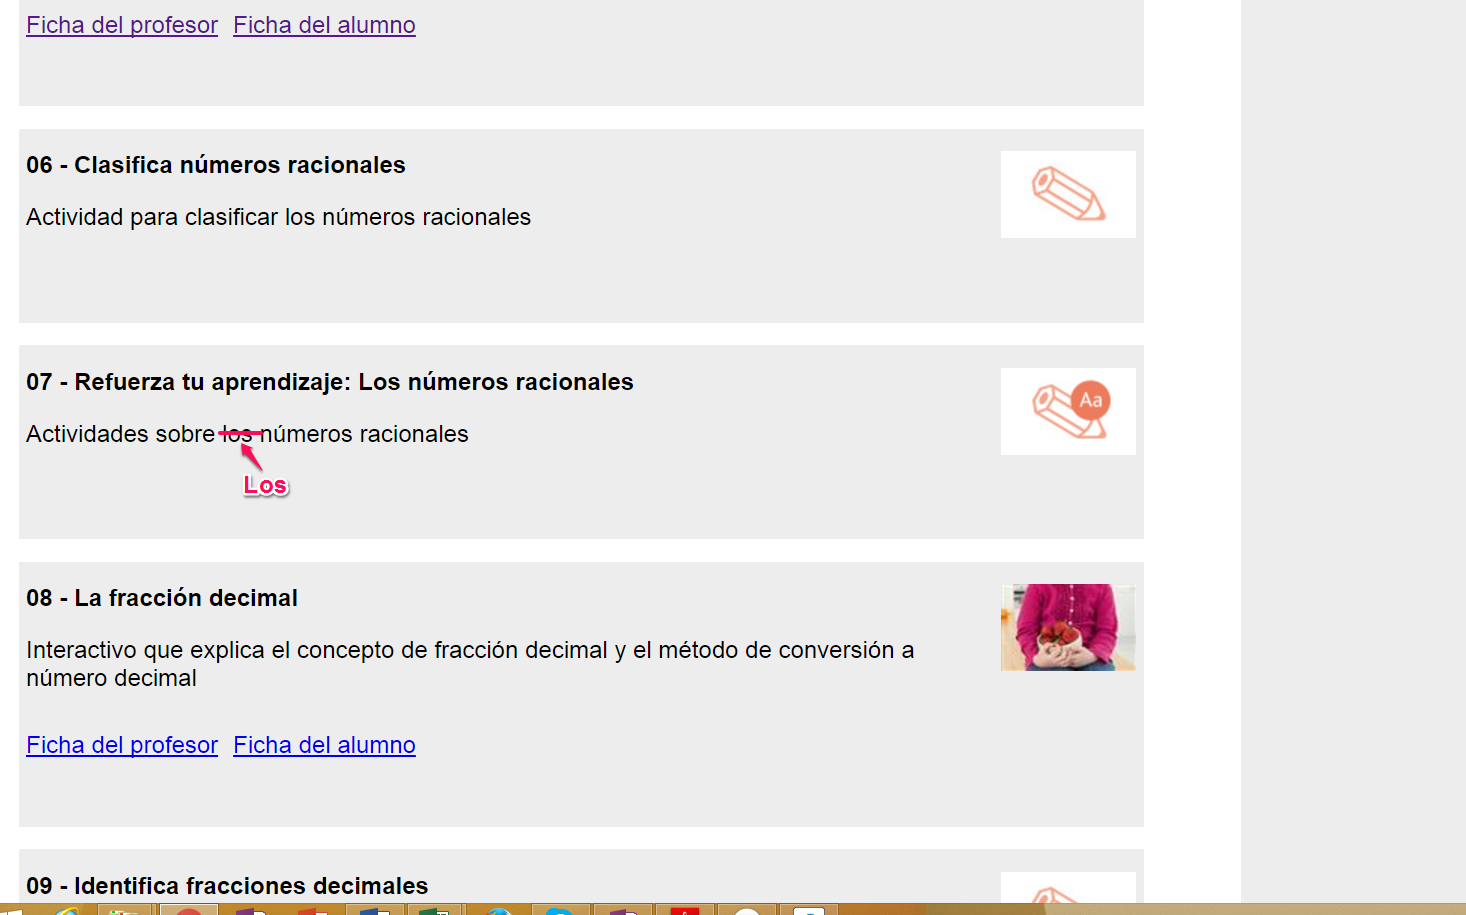 Ficha del profesor Ficha del alumno
06 - Clasifica números racionales
Actividad para clasificar los números racionales
07 - Refuerza tu aprendizaje: Los números racionales
Aa
Actividades sobre los números racionales
Los
08 - La fracción decimal
Interactivo que explica el concepto de fracción decimal y el método de conversión a
número decimal
Ficha del profesor Ficha del alumno
09 - Identifica fracciones decimales